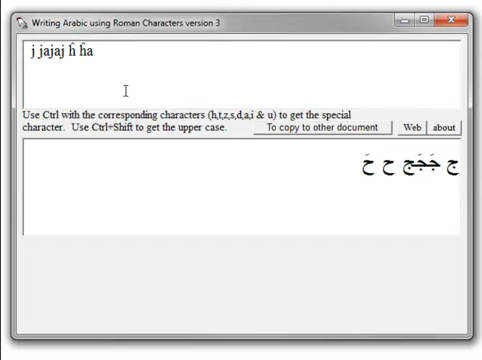 Writing Arabic using Roman Characters version 3
j jajaj ĥ ĥa
Use Ctrl with the corresponding characters (h,t,z,s,d,a,i & u) to get the special
character. Use Ctrl+Shift to get the upper case.
To copy to other document
Web
about
ج جَجَج ح حَ